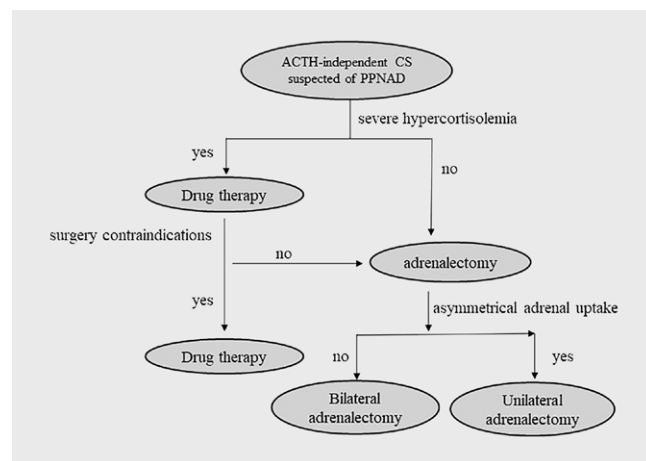 ACTH-independent CS
suspected of PPNAD
severe hypercortisolemia
yes
no
Drug therapy
surgery contraindications
no
adrenalectomy
yes
asymmetrical adrenal uptake
Drug therapy
no
yes
Bilateral
adrenalectomy
Unilateral
adrenalectomy